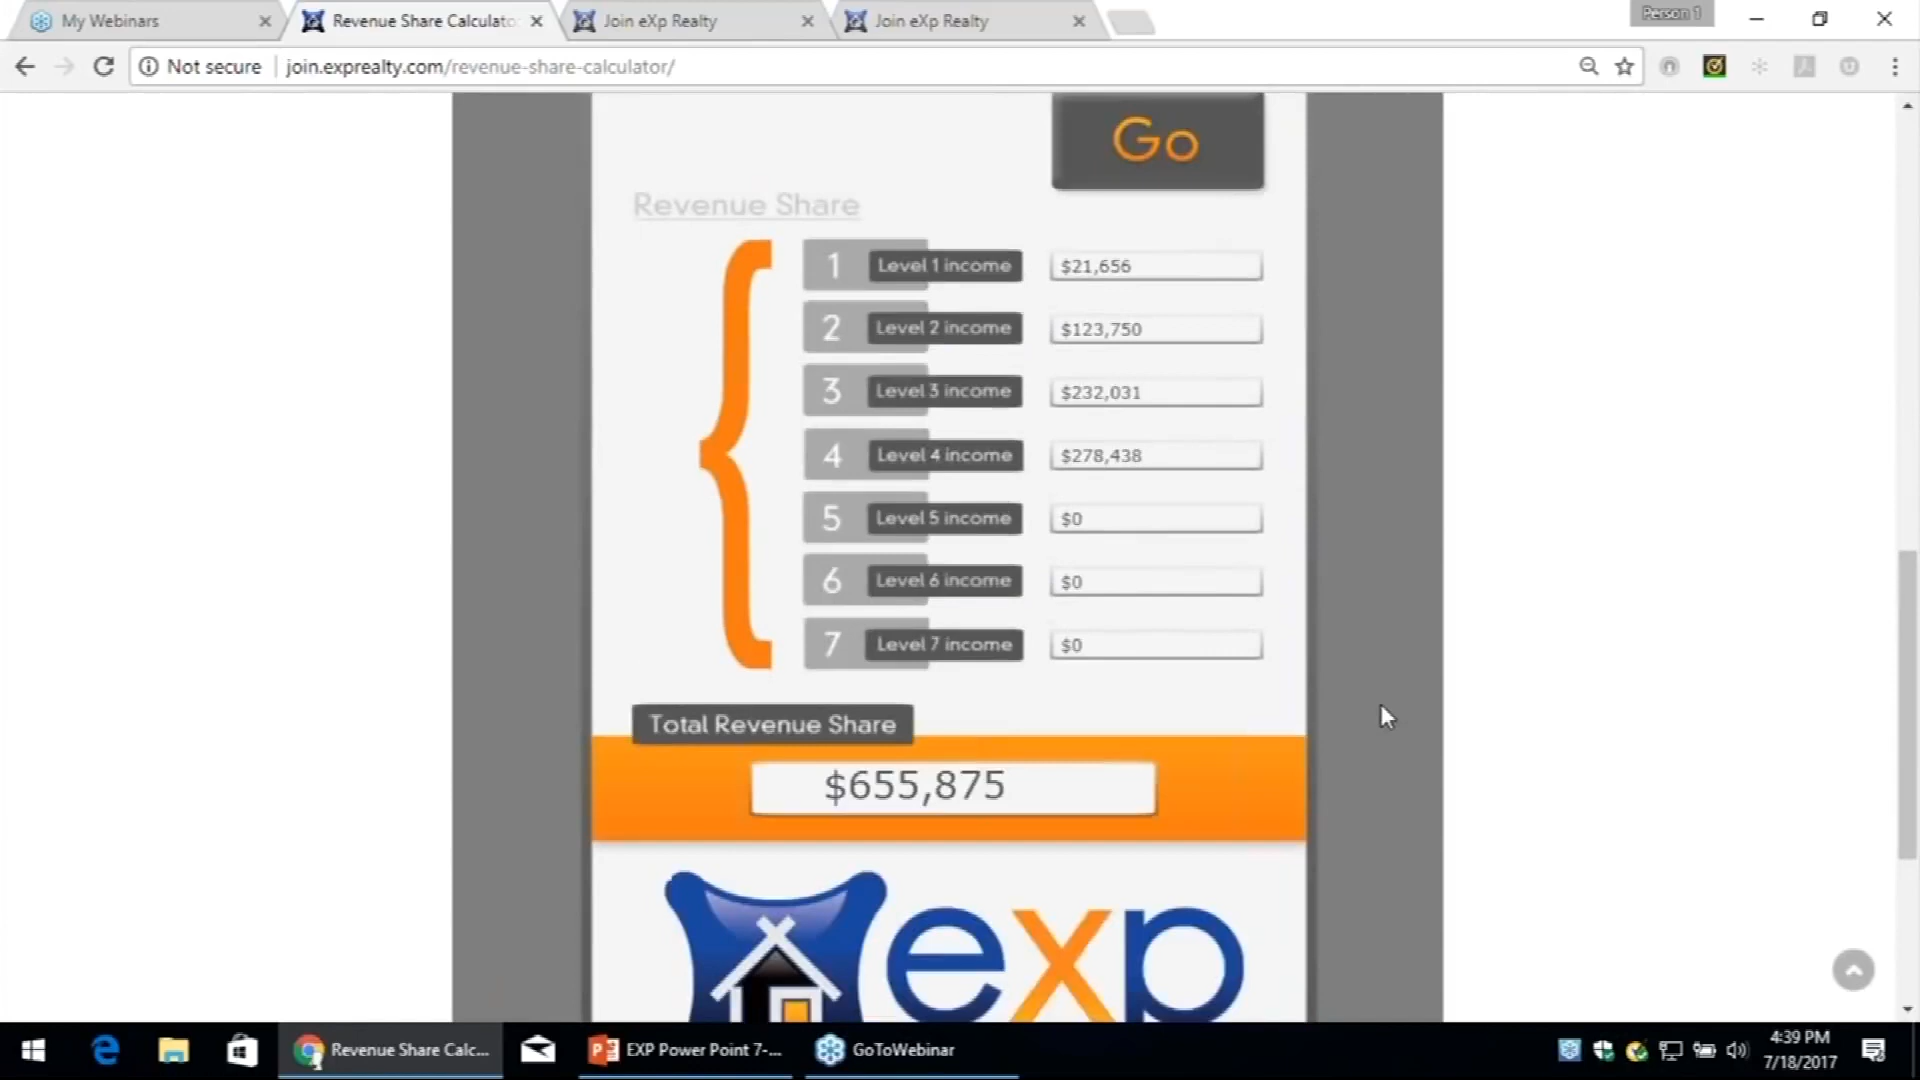 My Webinars
Revenue Share Calculato
Join eXp Realty
Join eXp Realty
Person 1
Not secure
join.exprealty.com/revenue-share-calculator/
Go
Revenue Share
1 Level 1 income $21,656
2 Level 2 income $123,750
3 Level 3 income $232,031
4 Level 4 income $278,438
5 Level 5 income $0
6 Level 6 income $0
7 Level 7 income $0
Total Revenue Share
$655,875
exp
Revenue Share Calc...
EXP Power Point 7-...
GoToWebinar
4:39 PM
7/18/2017